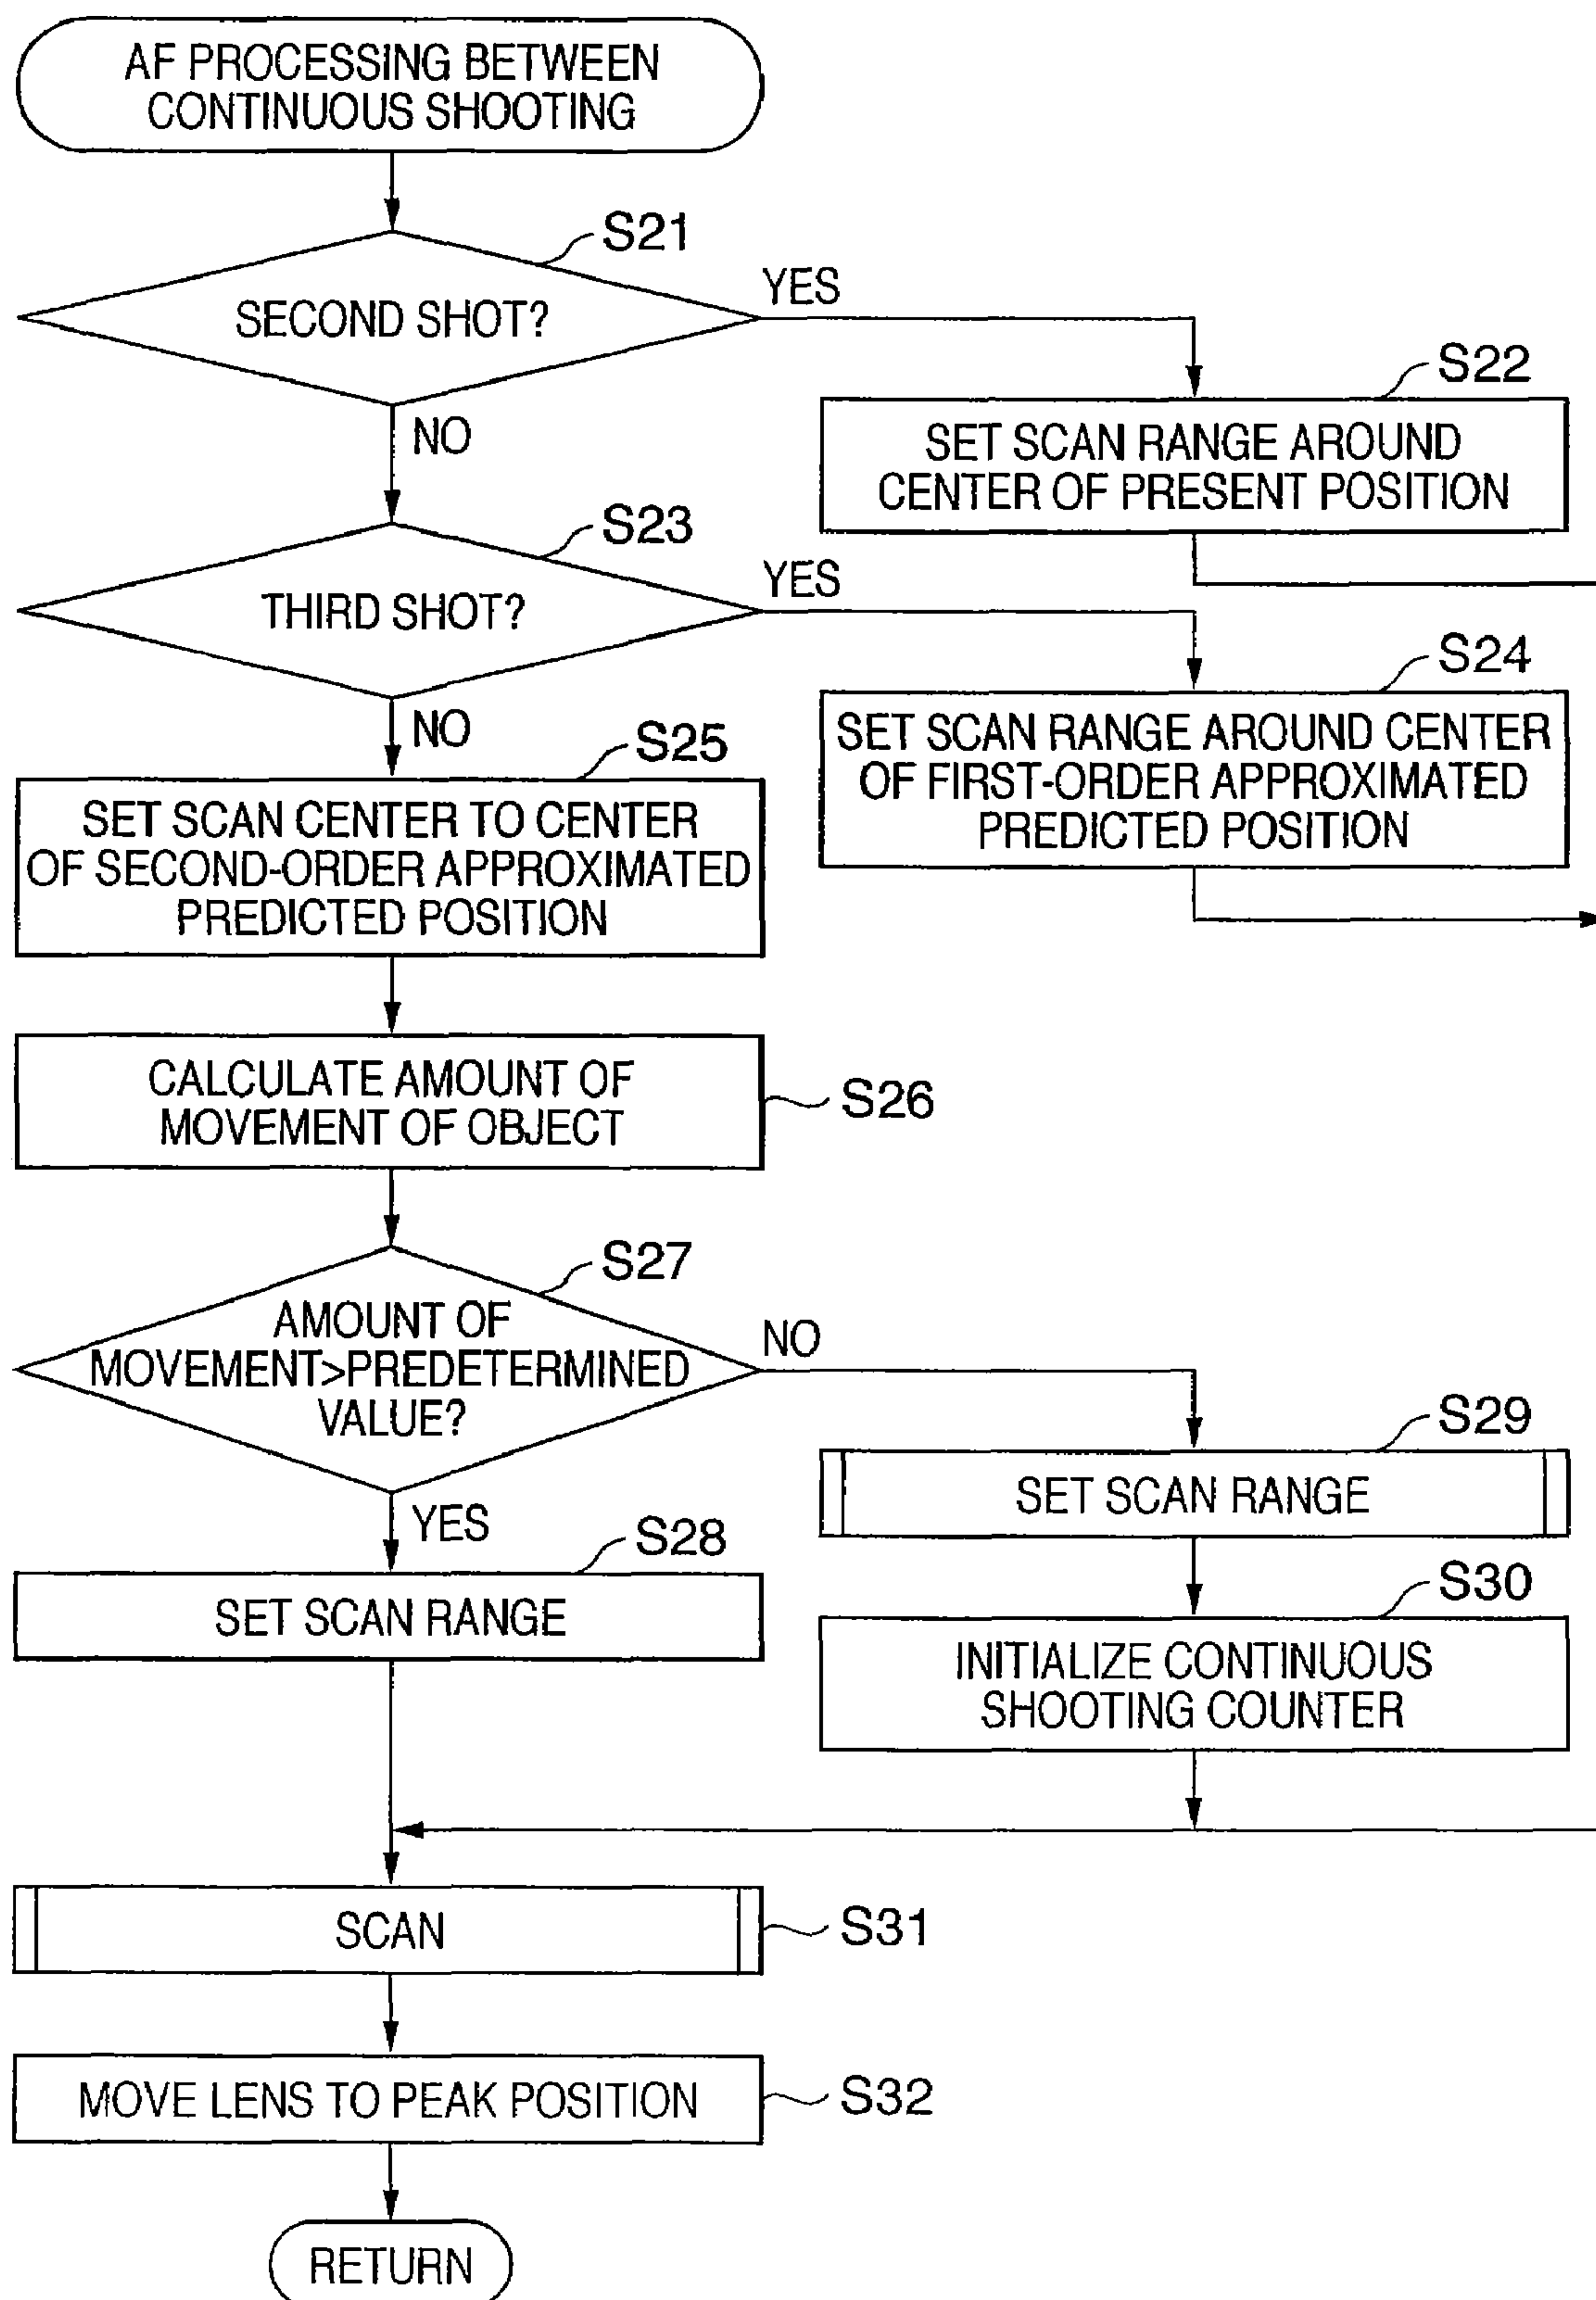 AF PROCESSING BETWEEN
CONTINUOUS SHOOTING
S21
SECOND SHOT?
YES
NO
S22
SET SCAN RANGE AROUND
CENTER OF PRESENT POSITION
S23
THIRD SHOT?
YES
NO
S24
SET SCAN RANGE AROUND CENTER
OF FIRST-ORDER APPROXIMATED
PREDICTED POSITION
S25
SET SCAN CENTER TO CENTER
OF SECOND-ORDER APPROXIMATED
PREDICTED POSITION
CALCULATE AMOUNT OF
MOVEMENT OF OBJECT
S26
S27
AMOUNT OF
MOVEMENT>PREDETERMINED
VALUE?
NO
YES
S28
SET SCAN RANGE
S29
SET SCAN RANGE
S30
INITIALIZE CONTINUOUS
SHOOTING COUNTER
SCAN
S31
MOVE LENS TO PEAK POSITION
S32
RETURN